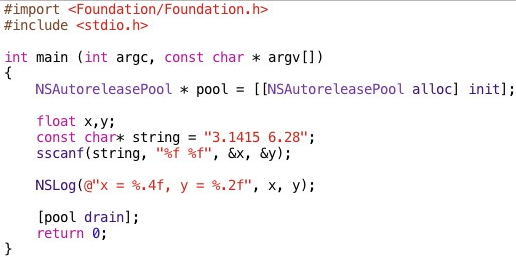 #import <Foundation/Foundation.h>
#include <stdio.h>
int main (int argc, const char * argv[])
{
NSAutoreleasePool * pool = [[NSAutoreleasePool alloc] init];
float x,y;
const char* string = "3.1415 6.28";
sscanf(string, "%f %f", &x, &y);
NSLog(@"x = %.4f, y = %.2f", x, y);
[pool drain];
return 0;
}